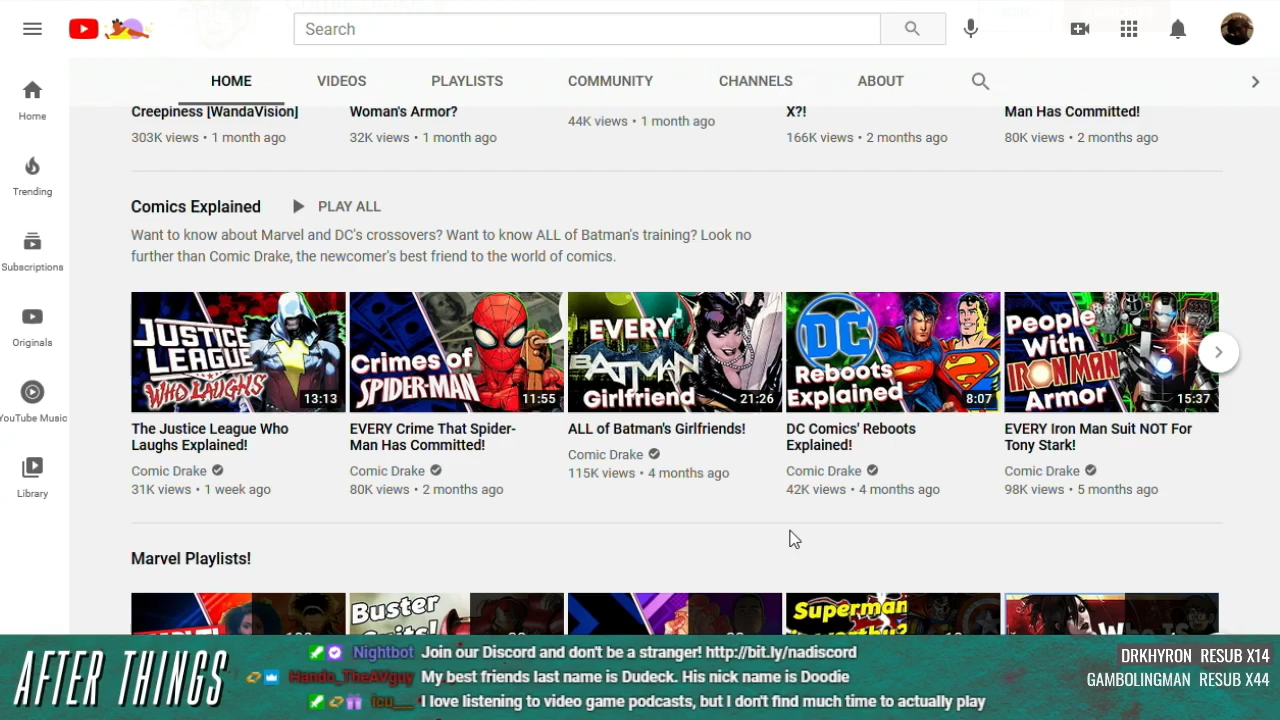 Search
HOME
VIDEOS
PLAYLISTS
COMMUNITY
CHANNELS
ABOUT
Home
Trending
Subscriptions
Originals
YouTube Music
Library
Creepiness [WandaVision]
303K views • 1 month ago
Woman's Armor?
32K views • 1 month ago
44K views • 1 month ago
X?!
166K views • 2 months ago
Man Has Committed!
80K views • 2 months ago
Comics Explained
PLAY ALL
Want to know about Marvel and DC's crossovers? Want to know ALL of Batman's training? Look no
further than Comic Drake, the newcomer's best friend to the world of comics.
JUSTICE
LEAGUE
WHO LAUGHS
13:13
Crimes of
SPIDER-MAN
11:55
EVERY
BATMAN
Girlfriend
21:26
DC
Reboots
Explained
8:07
People
With
IRON MAN
Armor
15:37
The Justice League Who
Laughs Explained!
Comic Drake
31K views • 1 week ago
EVERY Crime That Spider-
Man Has Committed!
Comic Drake
80K views • 2 months ago
ALL of Batman's Girlfriends!
Comic Drake
115K views • 4 months ago
DC Comics' Reboots
Explained!
Comic Drake
42K views • 4 months ago
EVERY Iron Man Suit NOT For
Tony Stark!
Comic Drake
98K views • 5 months ago
Marvel Playlists!
Buster
Superman
Who Is
AFTER THINGS
Nightbot Join our Discord and don't be a stranger! http://bit.ly/nadiscord
Hando_TheAVguy My best friends last name is Dudeck. His nick name is Doodie
icu__ I love listening to video game podcasts, but I don't find much time to actually play
DRKHYRON RESUB X14
GAMBOLINGMAN RESUB X44